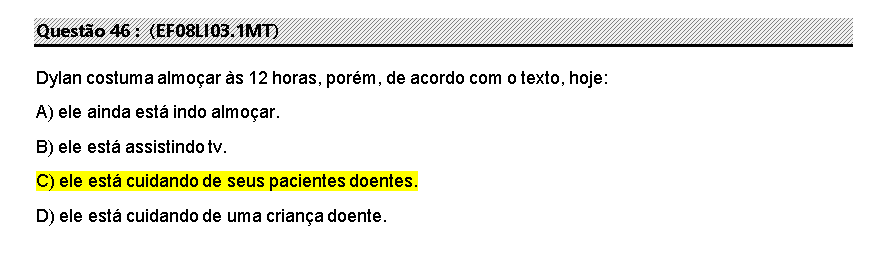 Questão 46 : (EF08LI03.1MT)
Dylan costuma almoçar às 12 horas, porém, de acordo com o texto, hoje:
A) ele ainda está indo almoçar.
B) ele está assistindo tv.
C) ele está cuidando de seus pacientes doentes.
D) ele está cuidando de uma criança doente.